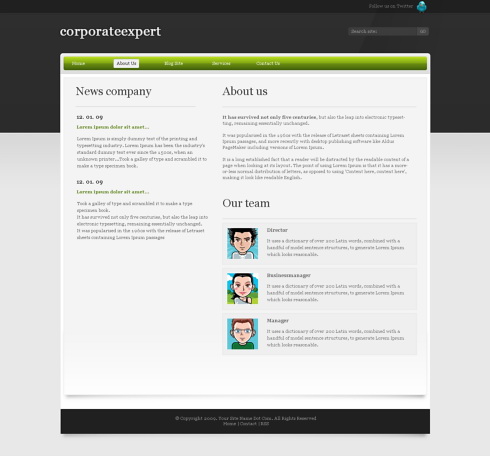 Follow us on Twitter
corporateexpert
Search site:
GO
Home
About Us
Blog Site
Services
Contact Us
News company
12. 01. 09
Lorem Ipsum dolor sit amet...
Lorem Ipsum is simply dummy text of the printing and
typesetting industry. Lorem Ipsum has been the industry's
standard dummy text ever since the 1500s, when an
unknown printer...Took a galley of type and scrambled it to
make a type specimen.
12. 01. 09
Lorem Ipsum dolor sit amet...
Took a galley of type and scrambled it to make a type
specimen book.
It has survived not only five centuries, but also the leap into
electronic typesetting, remaining essentially unchanged.
It was popularised in the 1960s with the release of Letraset
sheets containing Lorem Ipsum passages
About us
It has survived not only five centuries, but also the leap into electronic typeset-
ting, remaining essentially unchanged.
It was popularised in the 1960s with the release of Letraset sheets containing Lorem
Ipsum passages, and more recently with desktop publishing software like Aldus
PageMaker including versions of Lorem Ipsum.
It is a long established fact that a reader will be distracted by the readable content of a
page when looking at its layout. The point of using Lorem Ipsum is that it has a more-
or-less normal distribution of letters, as opposed to using 'Content here, content here',
making it look like readable English.
Our team
Director
It uses a dictionary of over 200 Latin words, combined with a
handful of model sentence structures, to generate Lorem Ipsum
which looks reasonable.
Businessmanager
It uses a dictionary of over 200 Latin words, combined with a
handful of model sentence structures, to generate Lorem Ipsum
which looks reasonable.
Manager
It uses a dictionary of over 200 Latin words, combined with a
handful of model sentence structures, to generate Lorem Ipsum
which looks reasonable.
© Copyright 2009. Your Site Name Dot Com. All Rights Reserved
Home | Contact | RSS